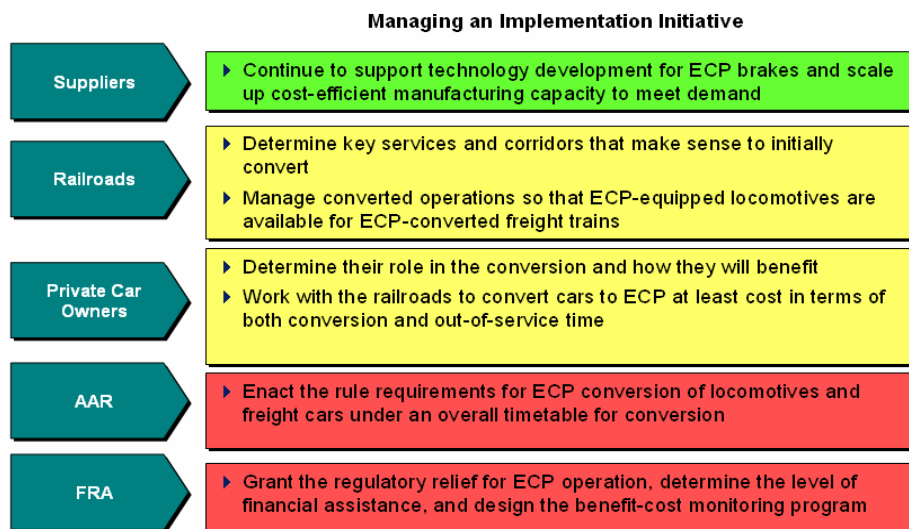 Managing an Implementation Initiative
Suppliers
Continue to support technology development for ECP brakes and scale
up cost-efficient manufacturing capacity to meet demand
Railroads
Determine key services and corridors that make sense to initially
convert
Manage converted operations so that ECP-equipped locomotives are
available for ECP-converted freight trains
Private Car
Owners
Determine their role in the conversion and how they will benefit
Work with the railroads to convert cars to ECP at least cost in terms of
both conversion and out-of-service time
AAR
Enact the rule requirements for ECP conversion of locomotives and
freight cars under an overall timetable for conversion
FRA
Grant the regulatory relief for ECP operation, determine the level of
financial assistance, and design the benefit-cost monitoring program